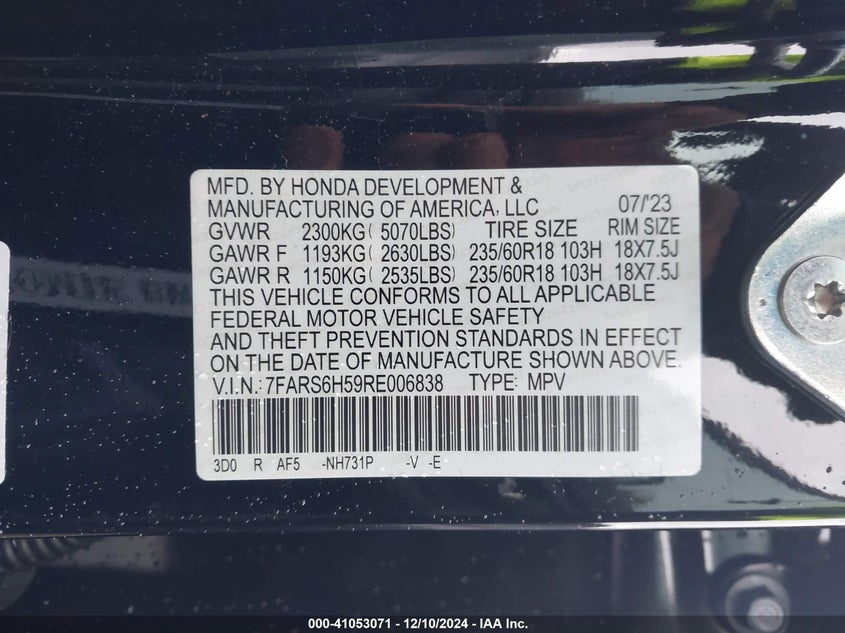 MFD. BY HONDA DEVELOPMENT &
MANUFACTURING OF AMERICA, LLC 07/'23
GVWR 2300KG( 5070LBS) TIRE SIZE RIM SIZE
GAWR F 1193KG( 2630LBS) 235/60R18 103H 18X7.5J
GAWR R 1150KG( 2535LBS) 235/60R18 103H 18X7.5J
THIS VEHICLE CONFORMS TO ALL APPLICABLE
FEDERAL MOTOR VEHICLE SAFETY
AND THEFT PREVENTION STANDARDS IN EFFECT
ON THE DATE OF MANUFACTURE SHOWN ABOVE.
V.I.N.:7FARS6H59RE006838 TYPE: MPV
3D0 R AF5 -NH731P -V -E
000-41053071 - 12/10/2024 - IAA Inc.